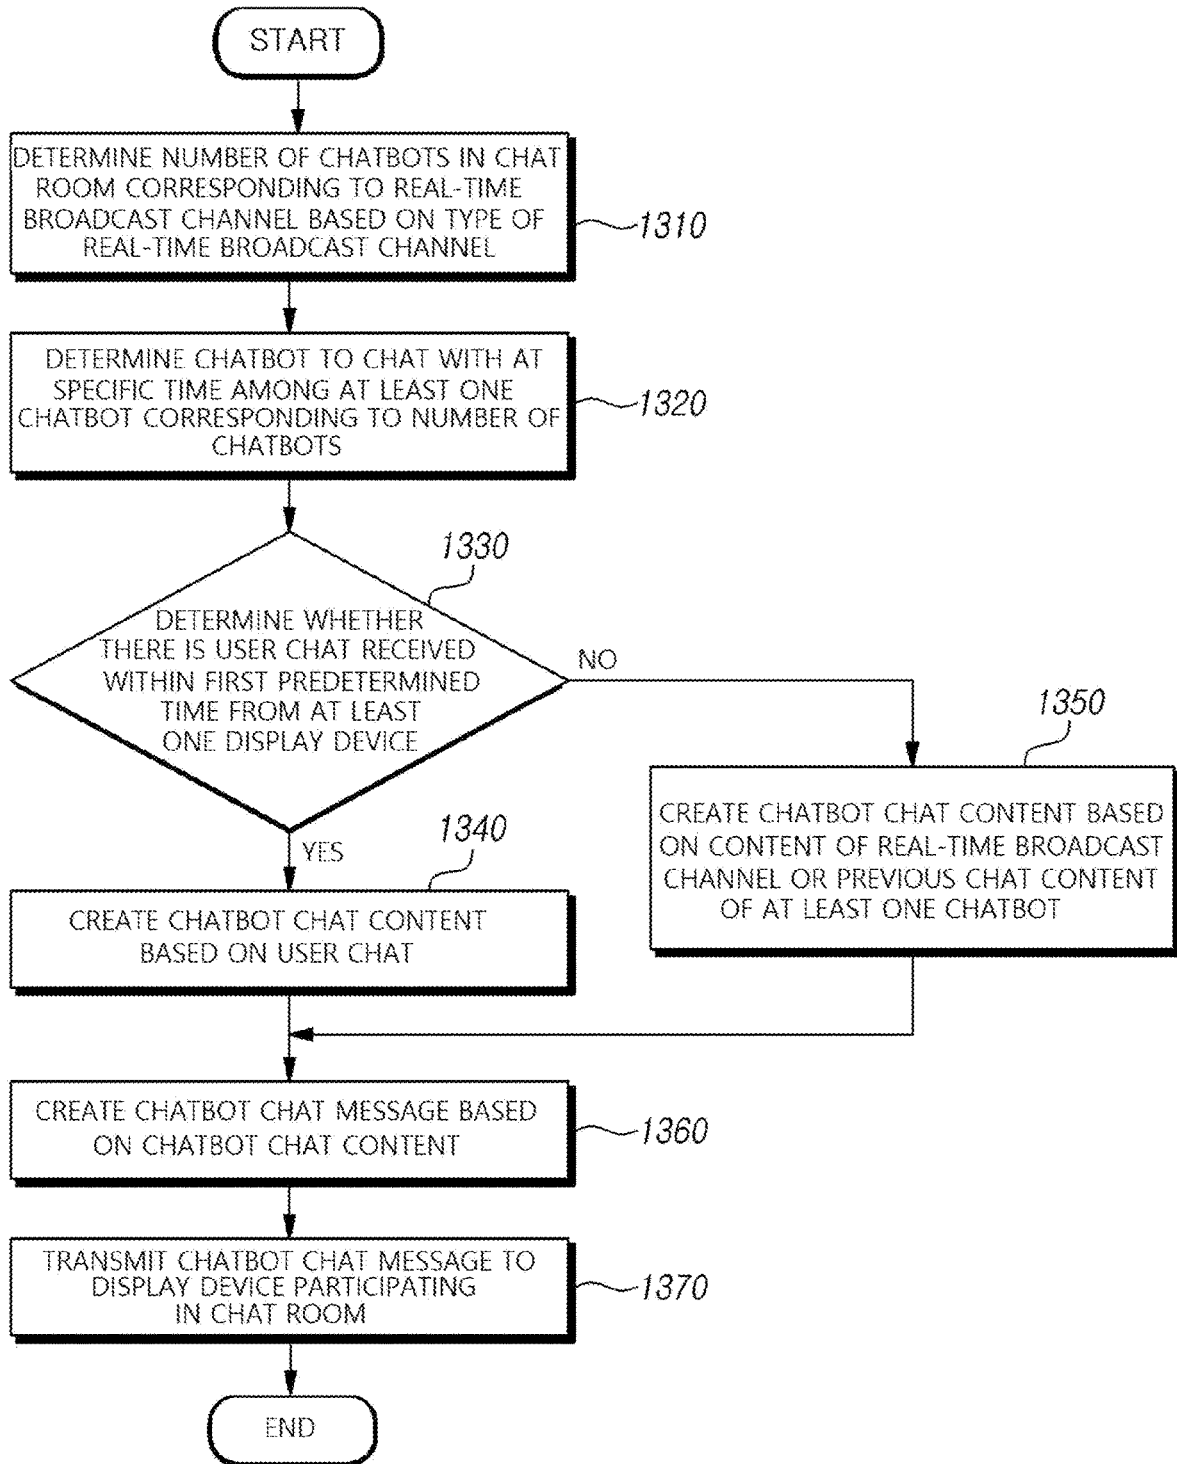 START
DETERMINE NUMBER OF CHATBOTS IN CHAT
ROOM CORRESPONDING TO REAL-TIME
BROADCAST CHANNEL BASED ON TYPE OF
REAL-TIME BROADCAST CHANNEL
1310
DETERMINE CHATBOT TO CHAT WITH AT
SPECIFIC TIME AMONG AT LEAST ONE
CHATBOT CORRESPONDING TO NUMBER OF
CHATBOTS
1320
1330
DETERMINE WHETHER
THERE IS USER CHAT RECEIVED
WITHIN FIRST PREDETERMINED
TIME FROM AT LEAST
ONE DISPLAY DEVICE
NO
YES
1340
CREATE CHATBOT CHAT CONTENT
BASED ON USER CHAT
1350
CREATE CHATBOT CHAT CONTENT BASED
ON CONTENT OF REAL-TIME BROADCAST
CHANNEL OR PREVIOUS CHAT CONTENT
OF AT LEAST ONE CHATBOT
CREATE CHATBOT CHAT MESSAGE BASED
ON CHATBOT CHAT CONTENT
1360
TRANSMIT CHATBOT CHAT MESSAGE TO
DISPLAY DEVICE PARTICIPATING
IN CHAT ROOM
1370
END